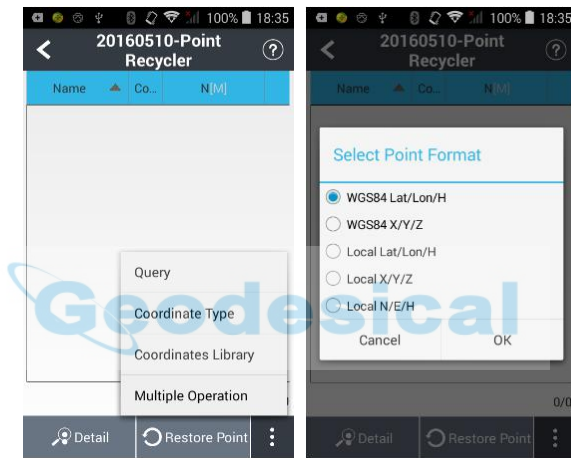 100% 18:35
20160510-Point
Recycler
?
Name Co... N[M]
Query
Coordinate Type
Coordinates Library
Multiple Operation
Detail Restore Point
100% 18:35
20160510-Point
Recycler
?
Name Co... N[M]
Select Point Format
WGS84 Lat/Lon/H
WGS84 X/Y/Z
Local Lat/Lon/H
Local X/Y/Z
Local N/E/H
Cancel OK
0/0
Detail Restore Point
Geodesical